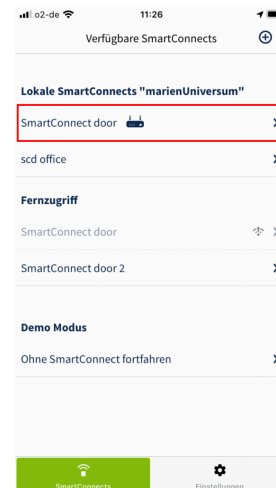 o2-de 11:26
Verfügbare SmartConnects
Lokale SmartConnects "marienUniversum"
SmartConnect door
scd office
Fernzugriff
SmartConnect door
SmartConnect door 2
Demo Modus
Ohne SmartConnect fortfahren
SmartConnects Einstellungen